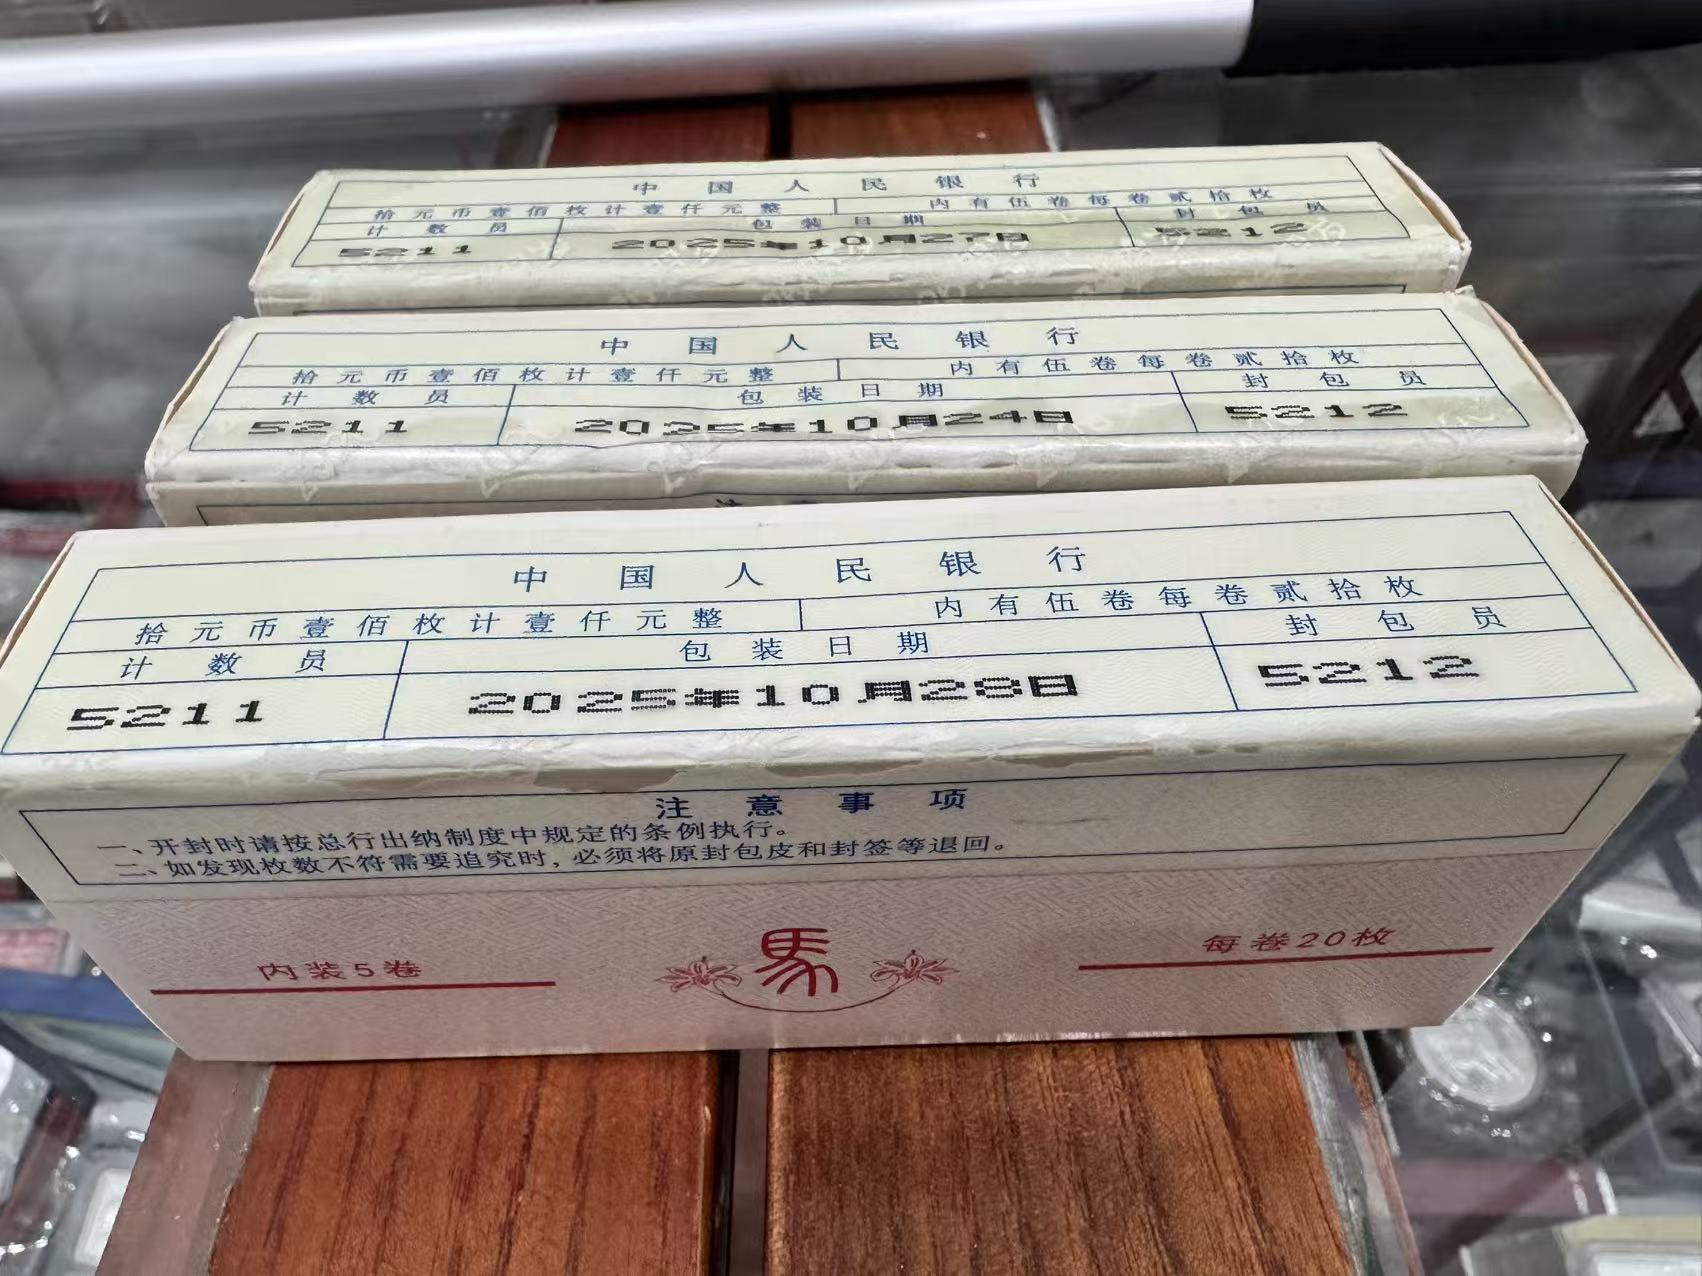 中国人民银行
拾元币壹佰枚计壹仟元整 内有伍卷每卷贰拾枚
计数员 包装日期 封包员
5211 2025年10月27日 5212
中国人民银行
拾元币壹佰枚计壹仟元整 内有伍卷每卷贰拾枚
计数员 包装日期 封包员
5211 2025年10月24日 5212
中国人民银行
拾元币壹佰枚计壹仟元整 内有伍卷每卷贰拾枚
计数员 包装日期 封包员
5211 2025年10月28日 5212
注意事项
一、开封时请按总行出纳制度中规定的条例执行。
二、如发现枚数不符需要追究时,必须将原封包皮和封签等退回。
内装5卷 馬 每卷20枚